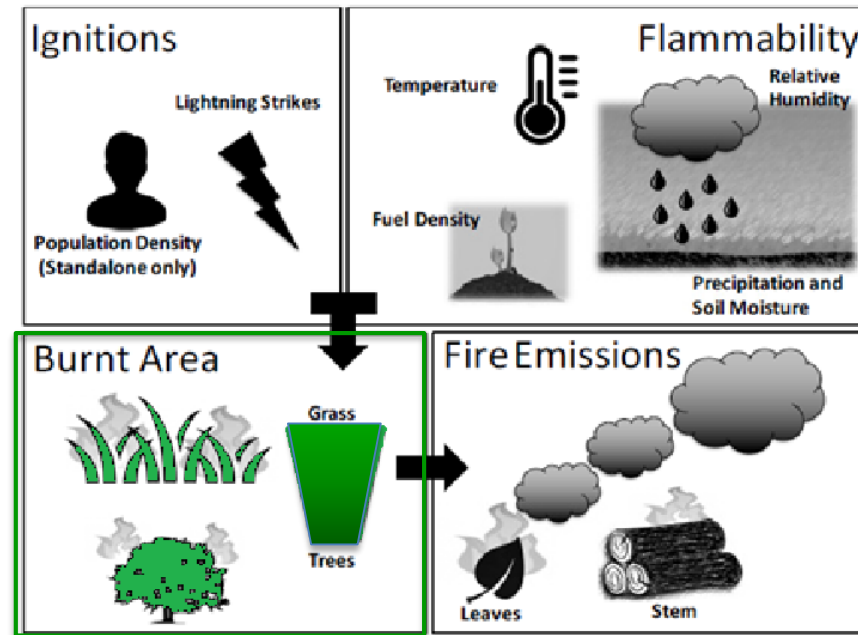 Ignitions
Lightning Strikes
Population Density
(Standalone only)
Flammability
Temperature
Relative
Humidity
Fuel Density
Precipitation and
Soil Moisture
Burnt Area
Grass
Trees
Fire Emissions
Leaves
Stem